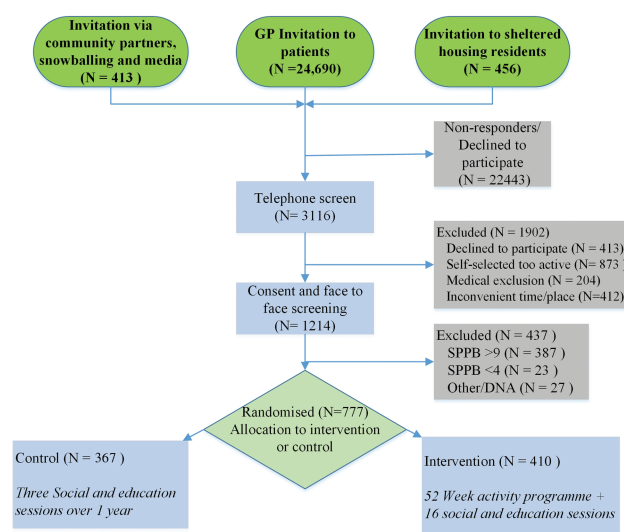 Invitation via
community partners,
snowballing and media
(N = 413 )
GP Invitation to
patients
(N =24,690)
Invitation to sheltered
housing residents
(N = 456)
Non-responders/
Declined to
participate
(N = 22443)
Telephone screen
(N= 3116)
Excluded (N = 1902)
Declined to participate (N = 413)
Self-selected too active (N= 873 )
Medical exclusion (N = 204)
Inconvenient time/place (N=412)
Consent and face to
face screening
(N = 1214)
Excluded (N = 437)
SPPB >9 (N = 387)
SPPB <4 (N = 23 )
Other/DNA (N = 27 )
Randomised (N=777)
Allocation to intervention
or control
Control (N = 367 )
Three Social and education
sessions over 1 year
Intervention (N = 410)
52 Week activity programme +
16 social and education sessions